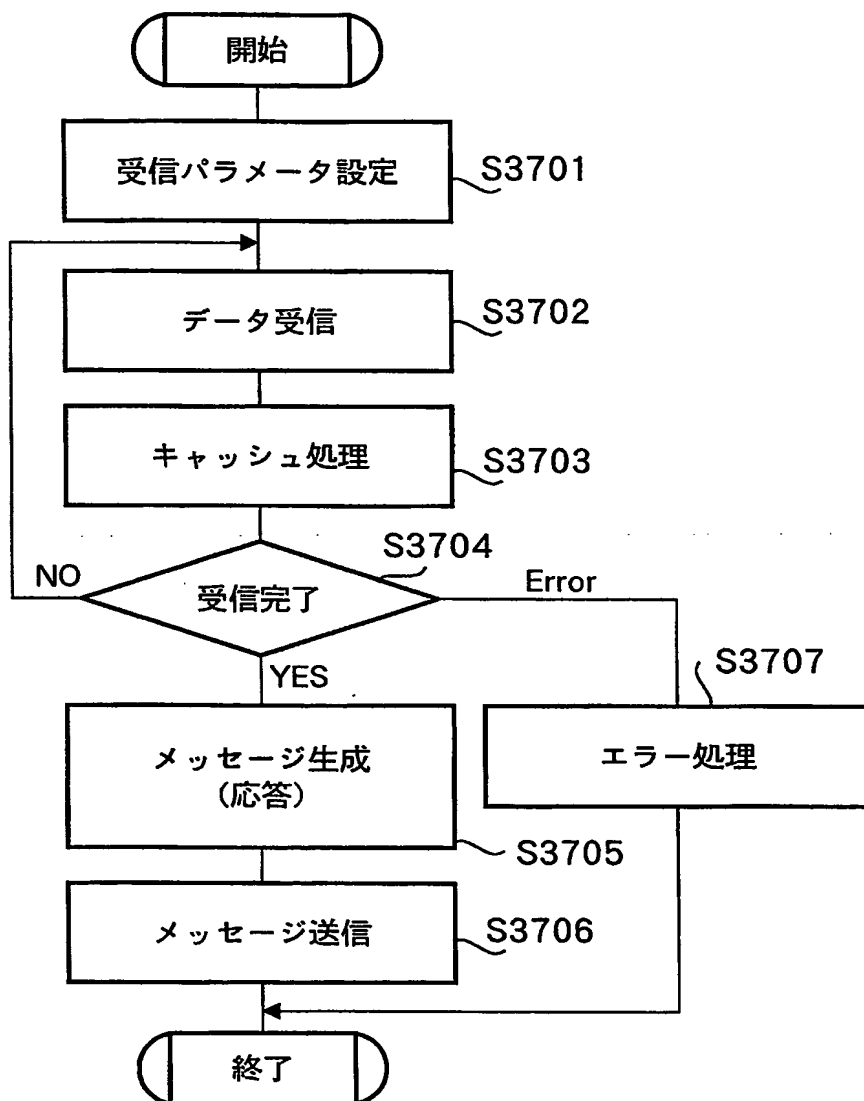 開始
受信パラメータ設定
S3701
データ受信
S3702
キャッシュ処理
S3703
S3704
NO
受信完了
Error
YES
S3707
メッセージ生成
(応答)
エラー処理
S3705
メッセージ送信
S3706
終了